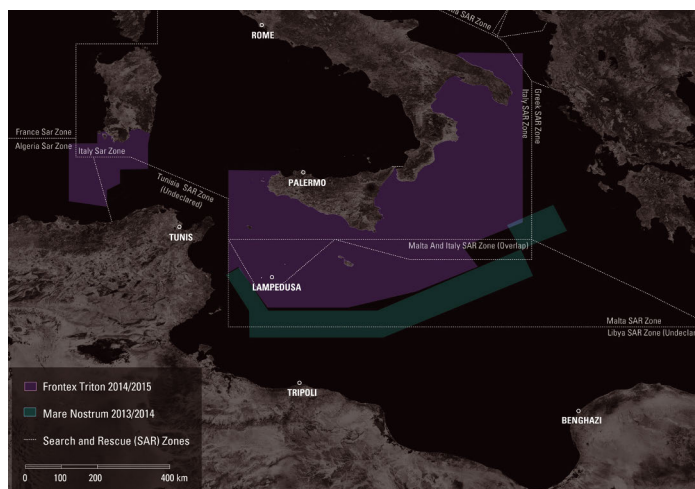 ROME
a SAR Zone
France Sar Zone
Algeria Sar Zone
Italy Sar Zone
Tunisia SAR Zone
(Undeclared)
Greek SAR Zone
Italy SAR Zone
PALERMO
TUNIS
Malta And Italy SAR Zone (Overlap)
LAMPEDUSA
Malta SAR Zone
Libya SAR Zone (Undecla
TRIPOLI
BENGHAZI
Frontex Triton 2014/2015
Mare Nostrum 2013/2014
Search and Rescue (SAR) Zones
0 100 200 400 km